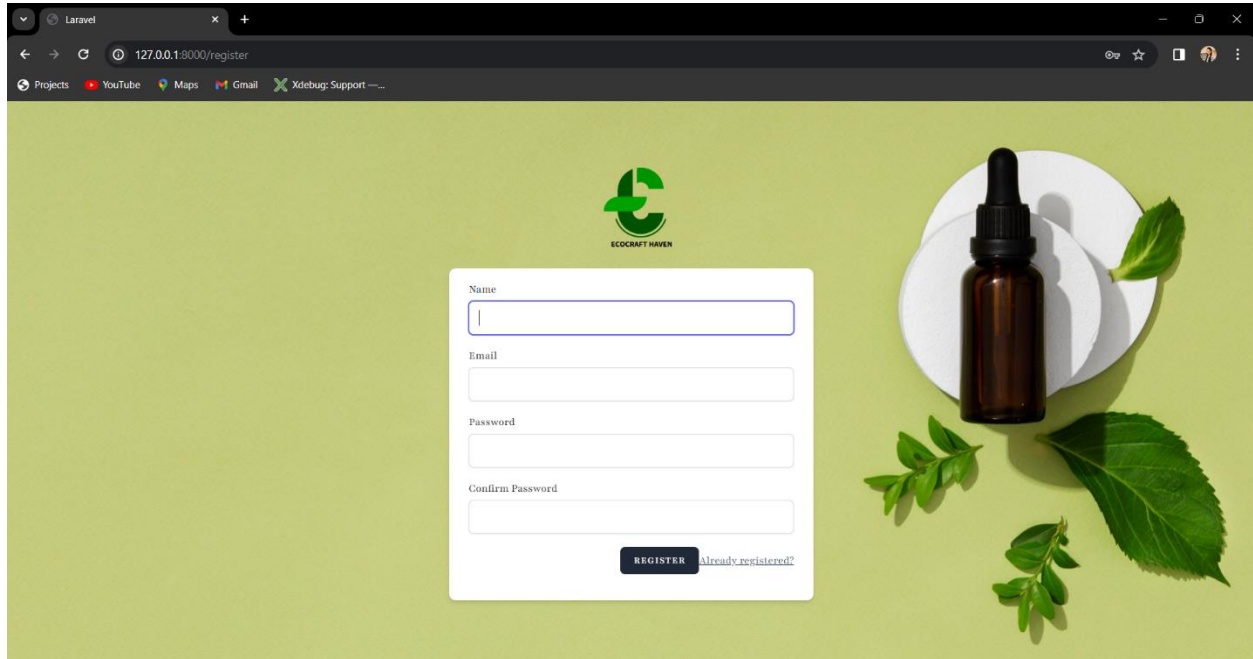 Laravel
127.0.0.1:8000/register
Projects YouTube Maps Gmail Xdebug: Support —...
ECOCRAFT HAVEN
Name
Email
Password
Confirm Password
REGISTER Already registered?